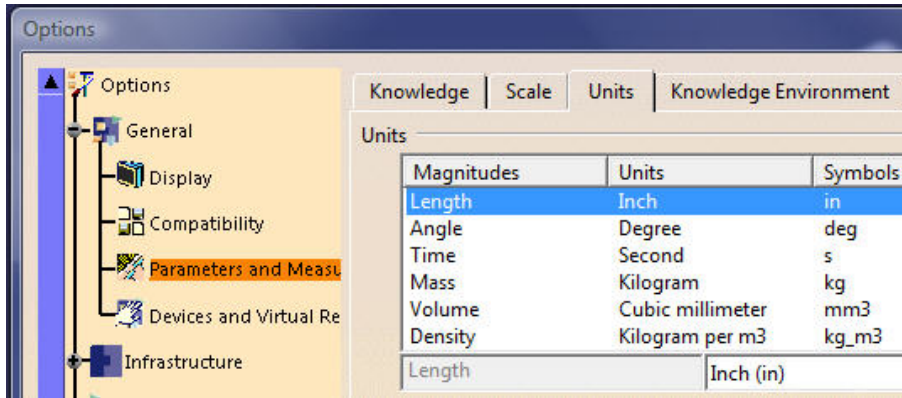 Options
Options
General
Display
Compatibility
Parameters and Measu
Devices and Virtual Re
Infrastructure
Knowledge Scale Units Knowledge Environment
Units
Magnitudes Units Symbols
Length Inch in
Angle Degree deg
Time Second s
Mass Kilogram kg
Volume Cubic millimeter mm3
Density Kilogram per m3 kg_m3
Length Inch (in)